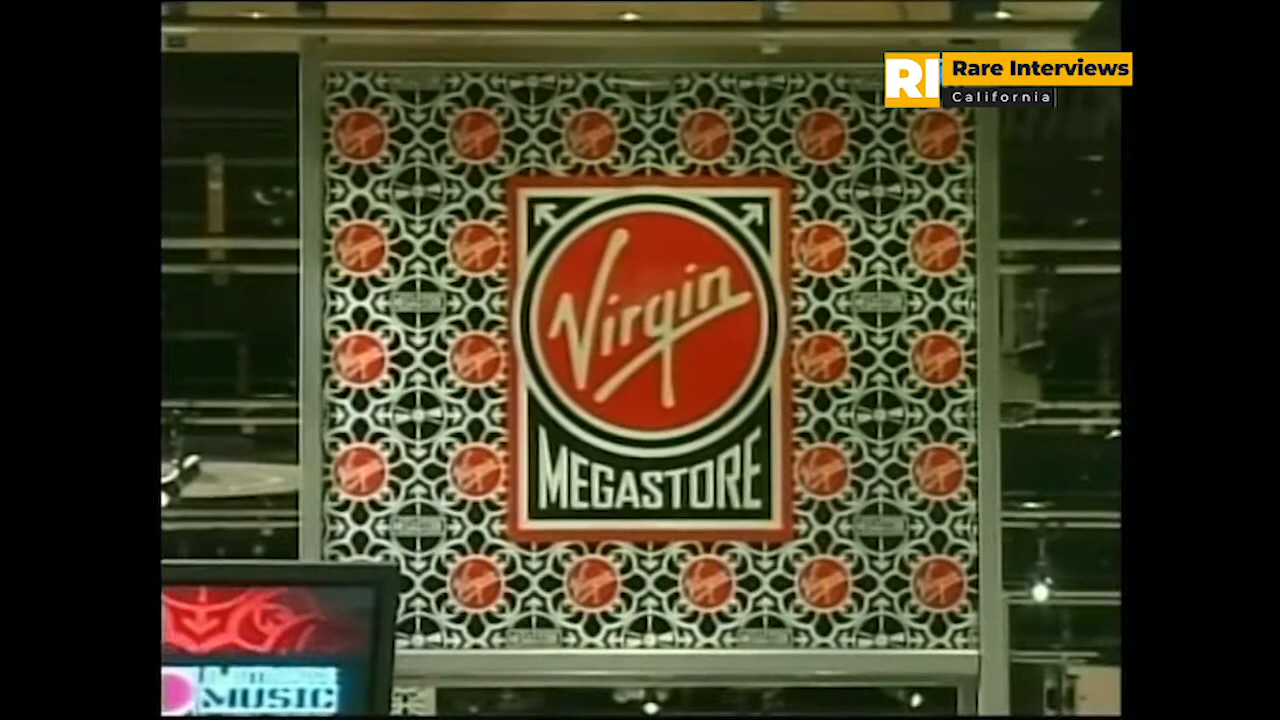 RI Rare Interviews
California
Virgin
MEGASTORE
MUSIC